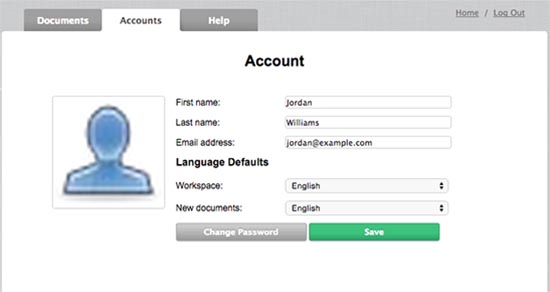 Documents Accounts Help Home / Log Out
Account
First name: Jordan
Last name: Williams
Email address: jordan@example.com
Language Defaults
Workspace: English
New documents: English
Change Password Save